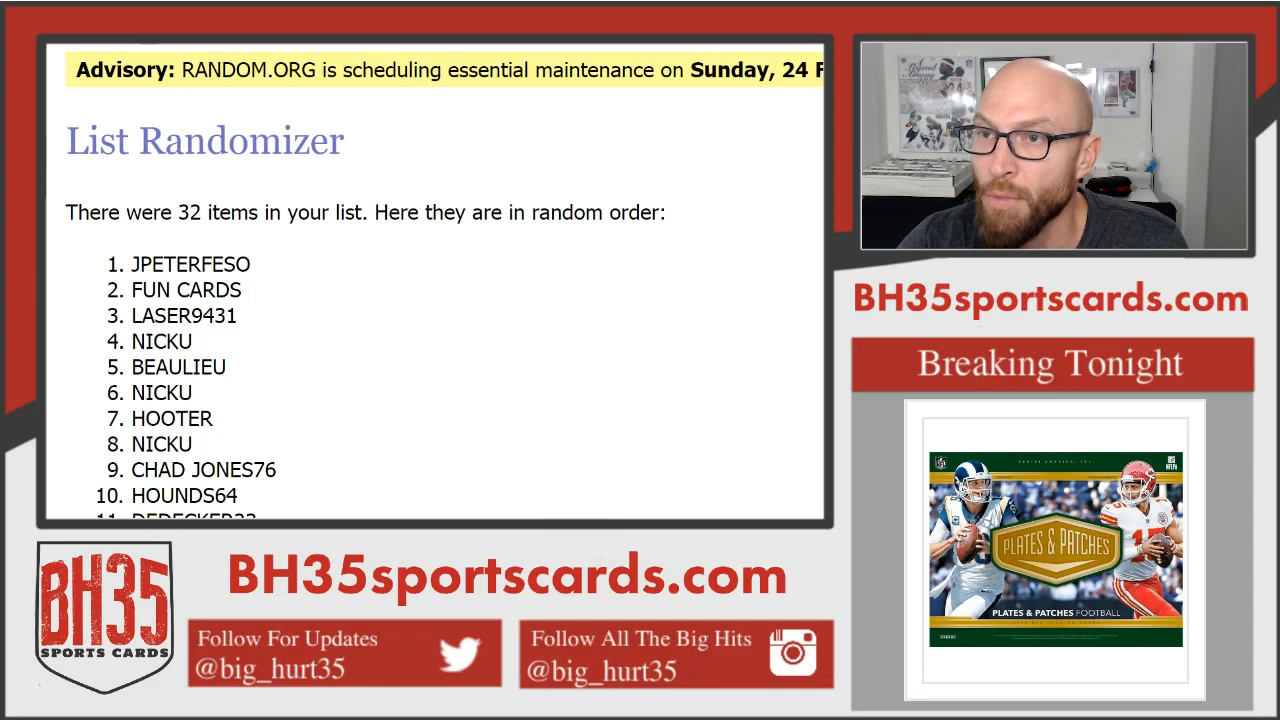 Advisory: RANDOM.ORG is scheduling essential maintenance on Sunday, 24 F
List Randomizer
There were 32 items in your list. Here they are in random order:
1. JPETERFESO
2. FUN CARDS
3. LASER9431
4. NICKU
5. BEAULIEU
6. NICKU
7. HOOTER
8. NICKU
9. CHAD JONES76
10. HOUNDS64
BH35sportscards.com
Breaking Tonight
PLATES & PATCHES
PLATES & PATCHES FOOTBALL
BH35
SPORTS CARDS
BH35sportscards.com
Follow For Updates
@big_hurt35
Follow All The Big Hits
@big_hurt35